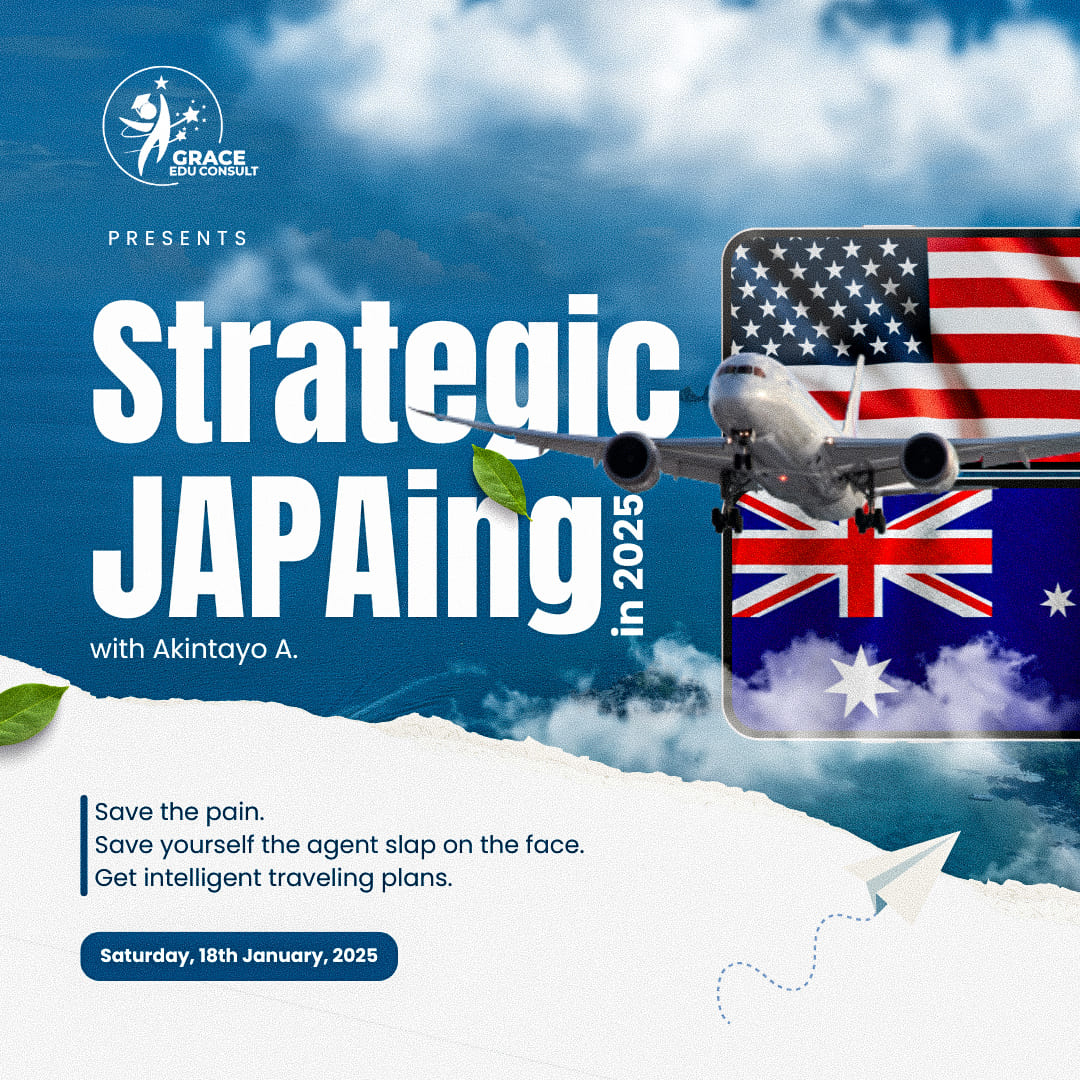 GRACE
EDU CONSULT
PRESENTS
Strategic
JAPAing
in 2025
with Akintayo A.
Save the pain.
Save yourself the agent slap on the face.
Get intelligent traveling plans.
Saturday, 18th January, 2025